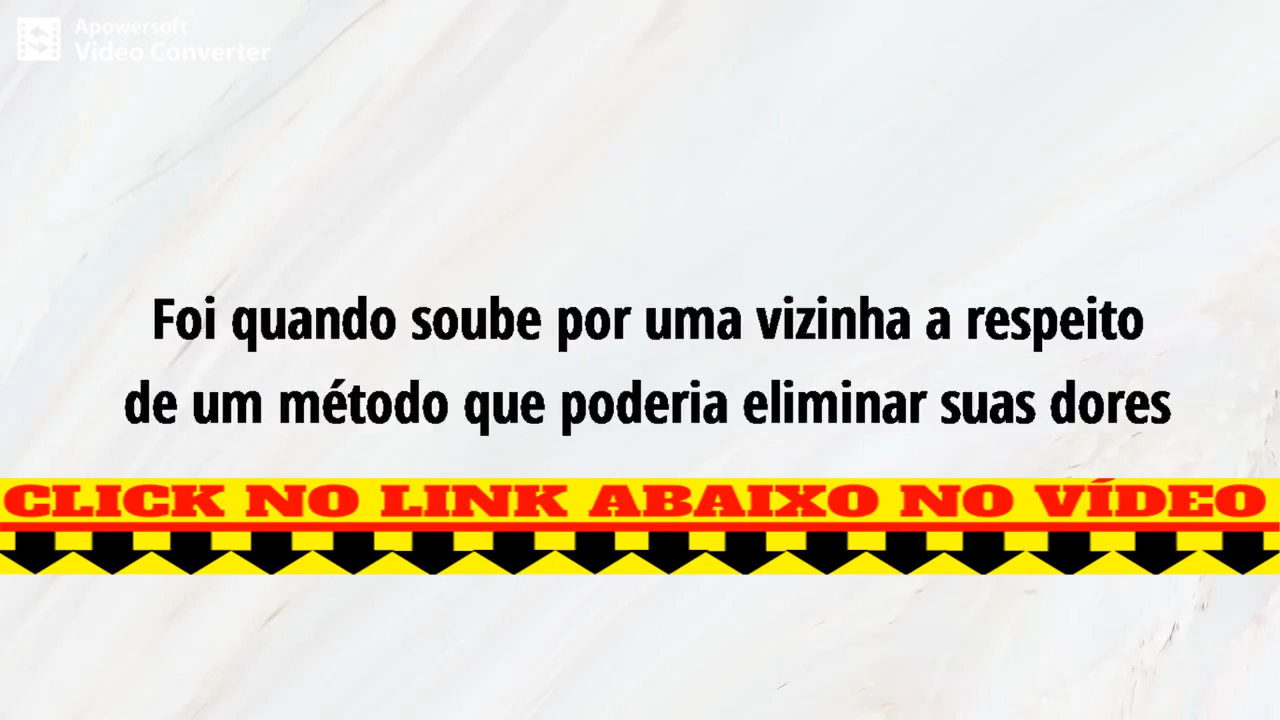 Apowersoft
Video Converter
Foi quando soube por uma vizinha a respeito
de um método que poderia eliminar suas dores
CLICK NO LINK ABAIXO NO VÍDEO